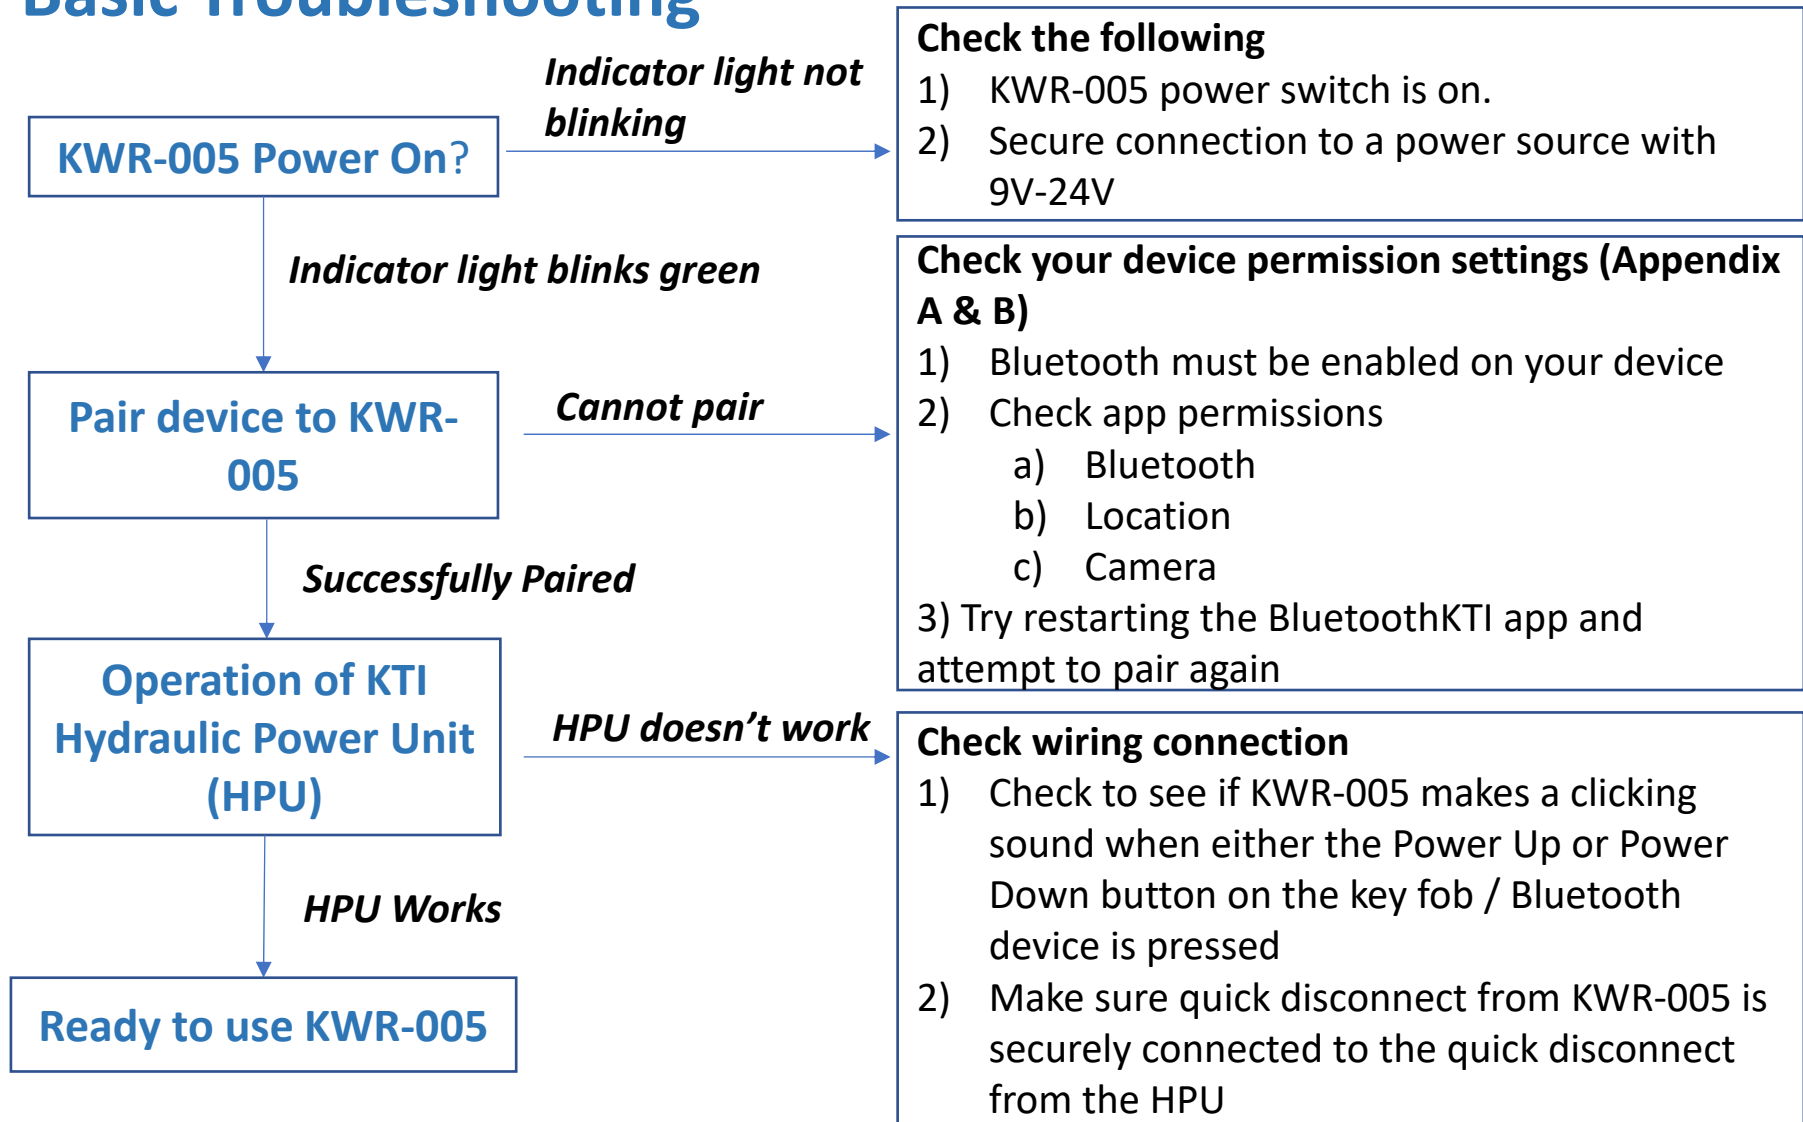 Basic Troubleshooting
Indicator light not
blinking
KWR-005 Power On?
Check the following
1) KWR-005 power switch is on.
2) Secure connection to a power source with
9V-24V
Indicator light blinks green
Pair device to KWR-
005
Cannot pair
Check your device permission settings (Appendix
A & B)
1) Bluetooth must be enabled on your device
2) Check app permissions
a) Bluetooth
b) Location
c) Camera
3) Try restarting the BluetoothKTI app and
attempt to pair again
Successfully Paired
Operation of KTI
Hydraulic Power Unit
(HPU)
HPU doesn’t work
Check wiring connection
1) Check to see if KWR-005 makes a clicking
sound when either the Power Up or Power
Down button on the key fob / Bluetooth
device is pressed
2) Make sure quick disconnect from KWR-005 is
securely connected to the quick disconnect
from the HPU
HPU Works
Ready to use KWR-005